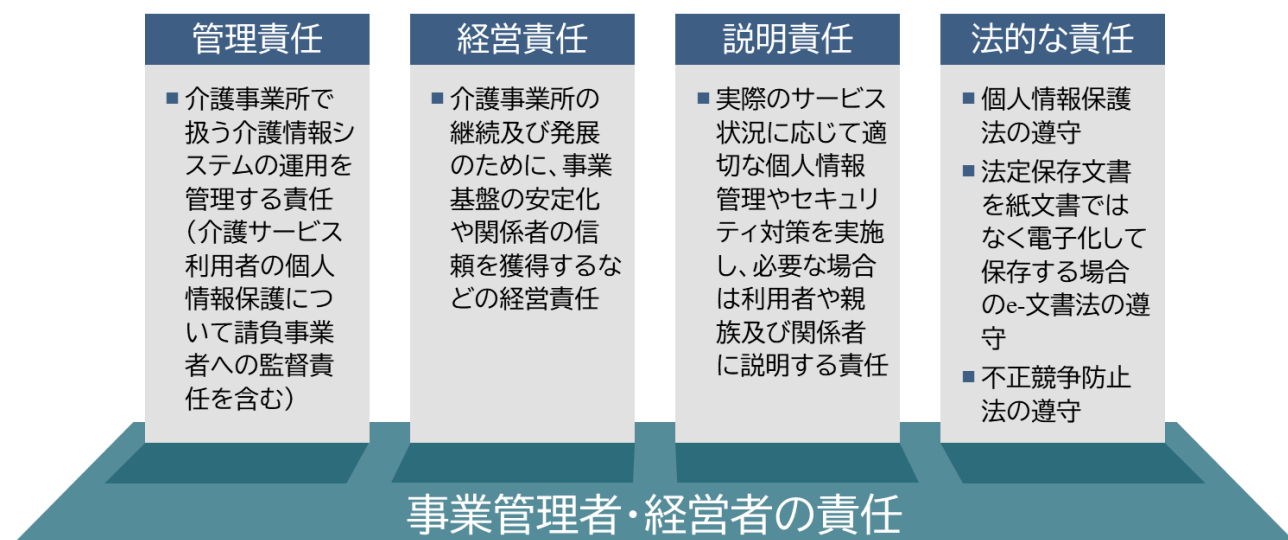 管理責任
■介護事業所で
扱う介護情報シ
ステムの運用を
管理する責任
（介護サービス
利用者の個人
情報保護につ
いて請負事業
者への監督責
任を含む）
経営責任
■介護事業所の
継続及び発展
のために、事業
基盤の安定化
や関係者の信
頼を獲得するな
どの経営責任
説明責任
■実際のサービス
状況に応じて適
切な個人情報
管理やセキュリ
ティ対策を実施
し、必要な場合
は利用者や親
族及び関係者
に説明する責任
法的な責任
■個人情報保護
法の遵守
■法定保存文書
を紙文書では
なく電子化して
保存する場合
のe-文書法の遵
守
■不正競争防止
法の遵守
事業管理者・経営者の責任